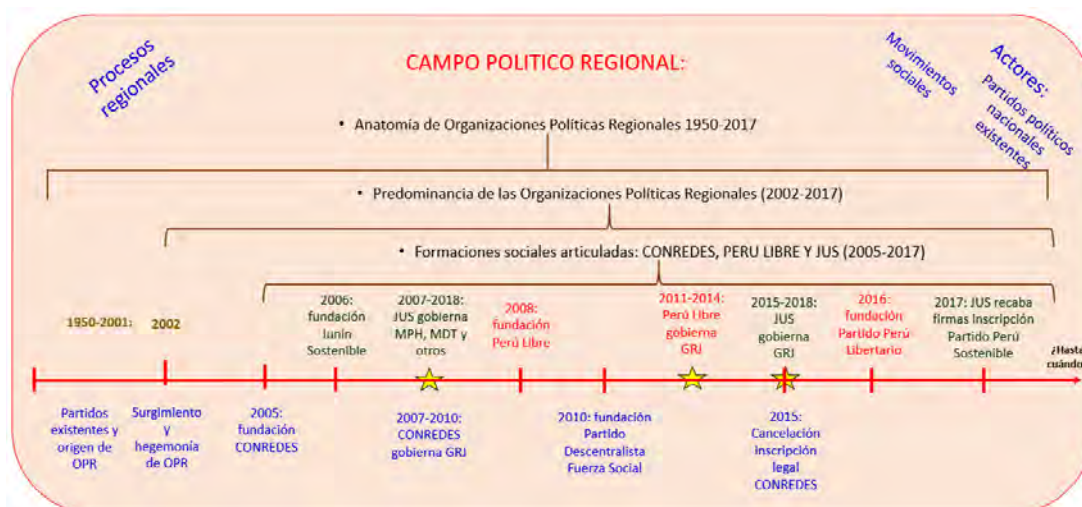 Procesos
regionales
CAMPO POLITICO REGIONAL:
Movimientos
sociales
Actores:
Partidos políticos
nacionales
existentes
• Anatomía de Organizaciones Políticas Regionales 1950-2017
• Predominancia de las Organizaciones Políticas Regionales (2002-2017)
• Formaciones sociales articuladas: CONREDES, PERU LIBRE Y JUS (2005-2017)
1950-2001:
2002
2006:
fundación
Junín
Sostenible
2007-2018:
JUS gobierna
MPH, MDT y
otros
2008:
fundación
Perú Libre
2011-2014:
Perú Libre
gobierna
GRJ
2015-2018:
JUS
gobierna
GRJ
2016:
fundación
Partido Perú
Libertario
2017: JUS recaba
firmas Inscripción
Partido Perú
Sostenible
¿Hasta
cuándo
Partidos
existentes y
origen de
OPR
Surgimiento
y
hegemonía
de OPR
2005:
fundación
CONREDES
2007-2010:
CONREDES
gobierna GRJ
2010: fundación
Partido
Descentralista
Fuerza Social
2015:
Cancelación
inscripción
legal
CONREDES